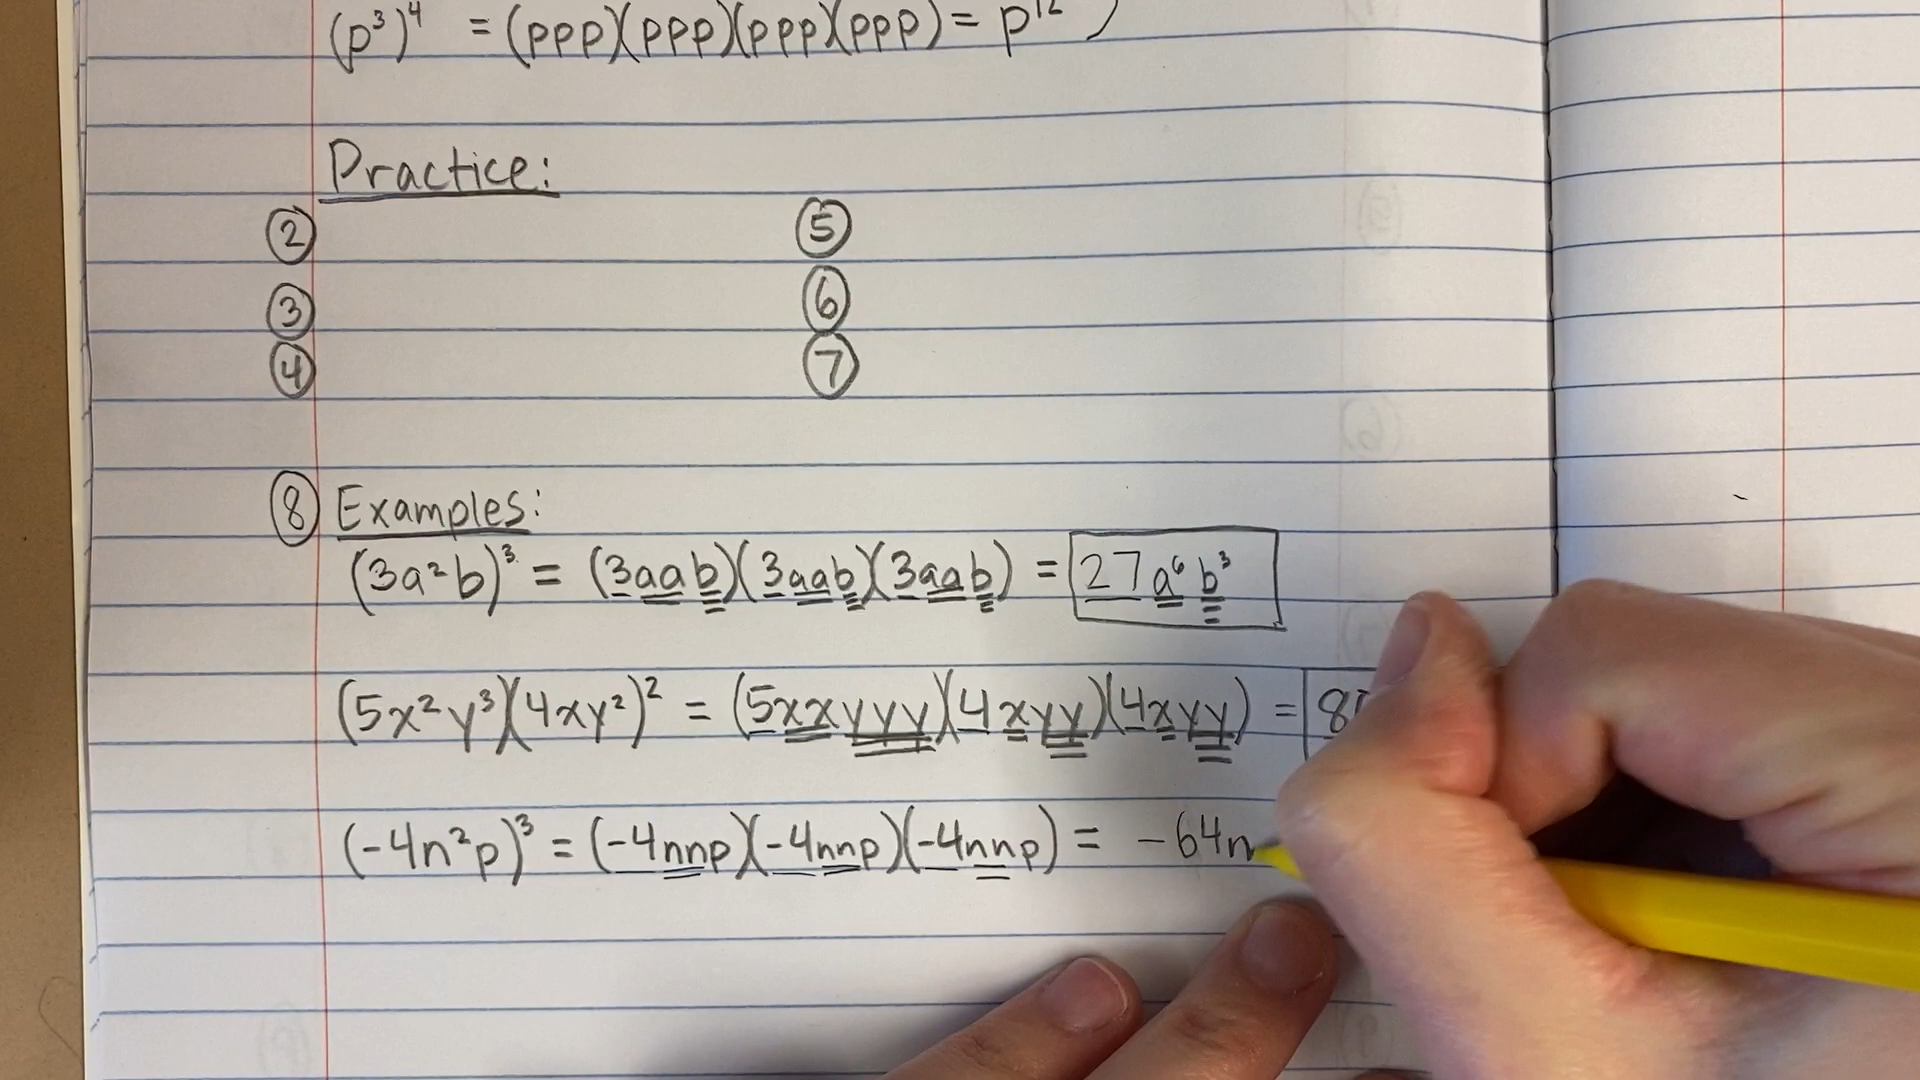 (p³)⁴ = (ppp)(ppp)(ppp)(ppp) = p¹²)
Practice:
② ⑤
③ ⑥
④ ⑦
⑧ Examples:
(3a²b)³ = (3aab)(3aab)(3aab) = 27a⁶b³
(5x²y³)(4xy²)² = (5xxyyy)(4xyy)(4xyy) = 8
(-4n²p)³ = (-4nnp)(-4nnp)(-4nnp) = -64n